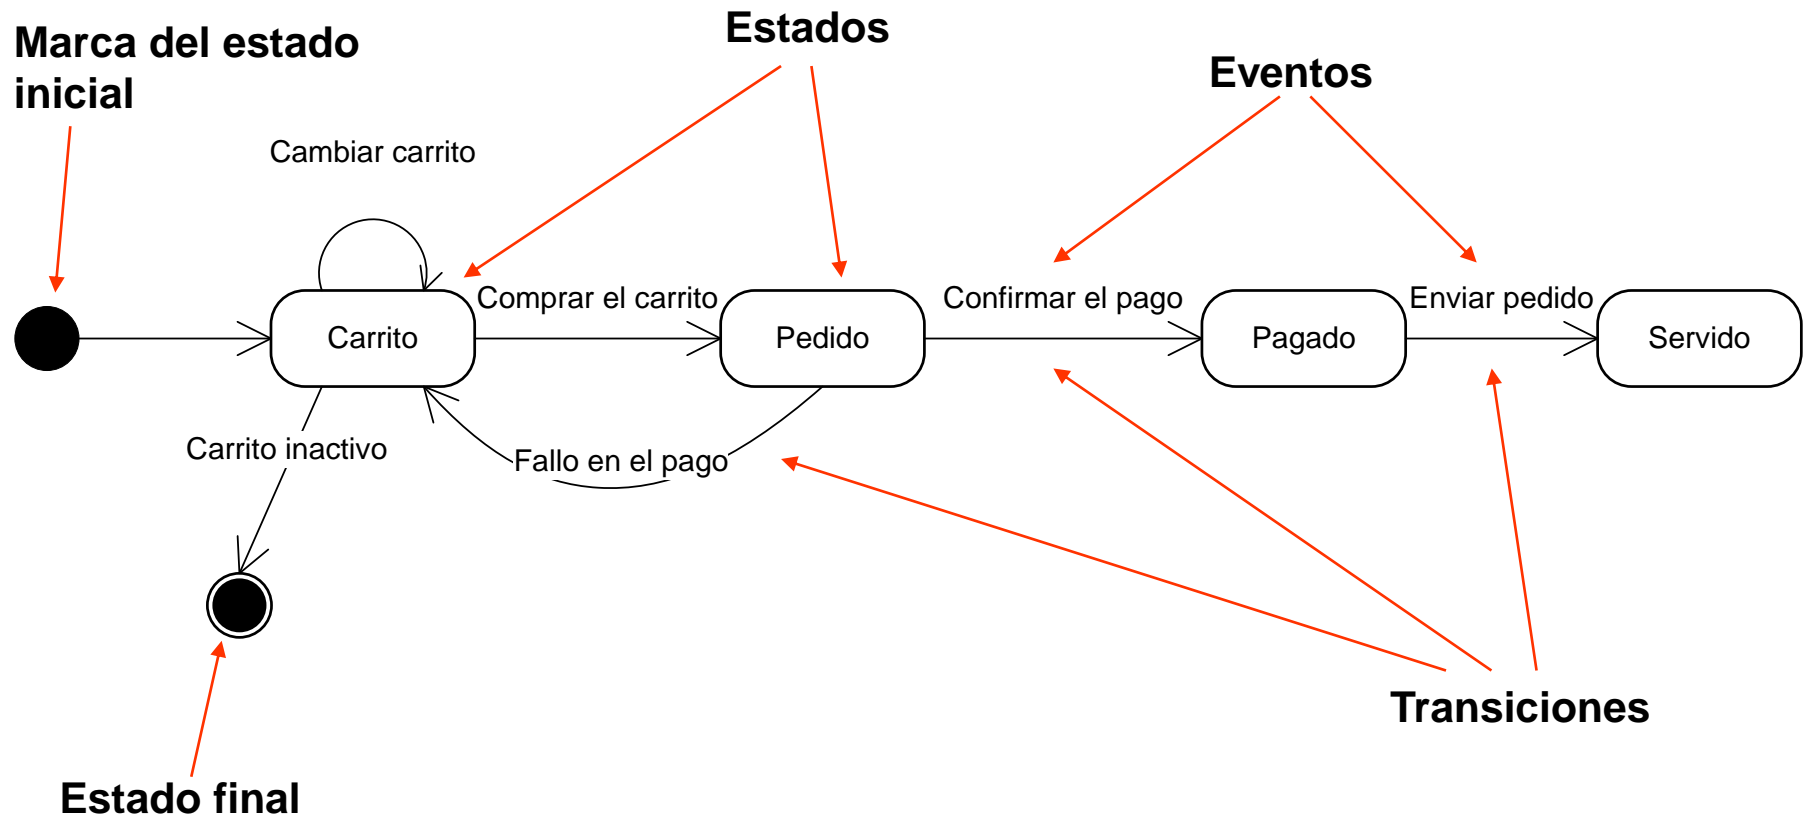 Marca del estado
inicial
Estados
Eventos
Cambiar carrito
Comprar el carrito
Confirmar el pago
Enviar pedido
Carrito
Pedido
Pagado
Servido
Carrito inactivo
Fallo en el pago
Transiciones
Estado final